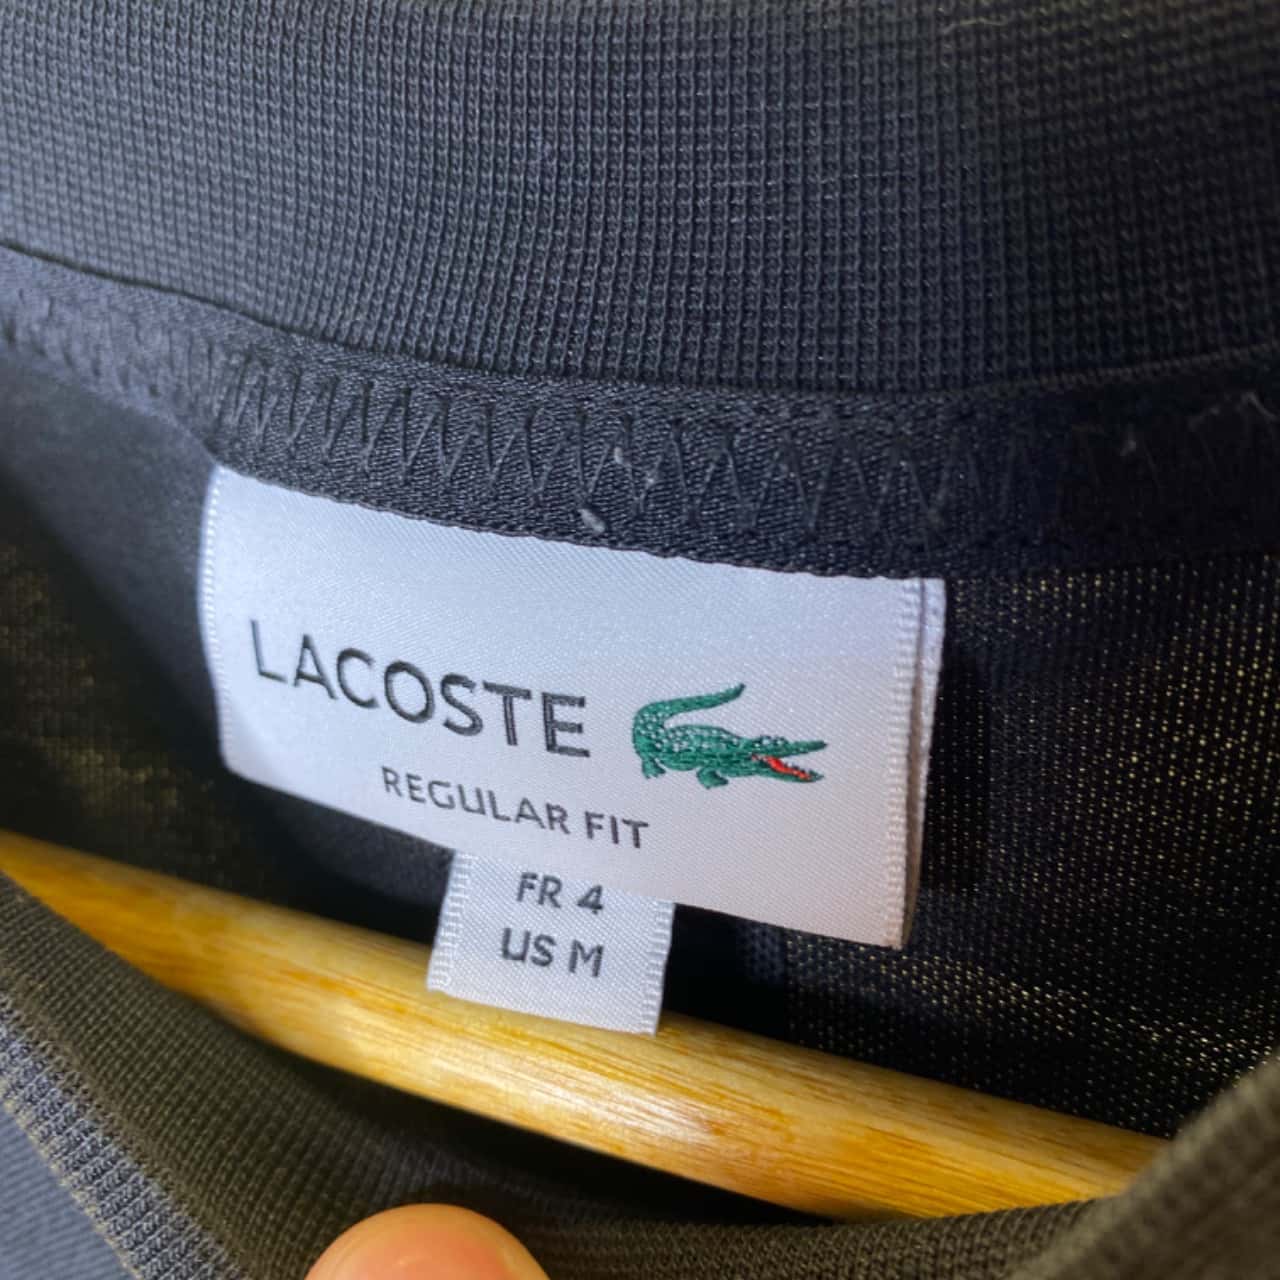 LACOSTE
REGULAR FIT
FR 4
US M